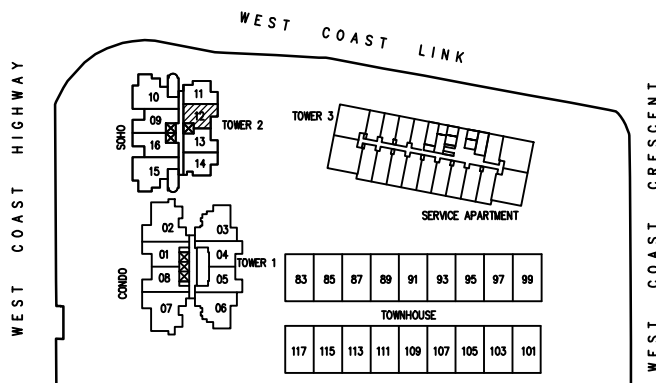 WEST COAST LINK
WEST COAST HIGHWAY
WEST COAST CRESCENT
WEST COAST
SOHO
10
11
09
12
16
13
15
14
TOWER 2
TOWER 3
SERVICE APARTMENT
CONDO
02
03
01
04
08
05
07
06
TOWER 1
83 85 87 89 91 93 95 97 99
TOWNHOUSE
117 115 113 111 109 107 105 103 101